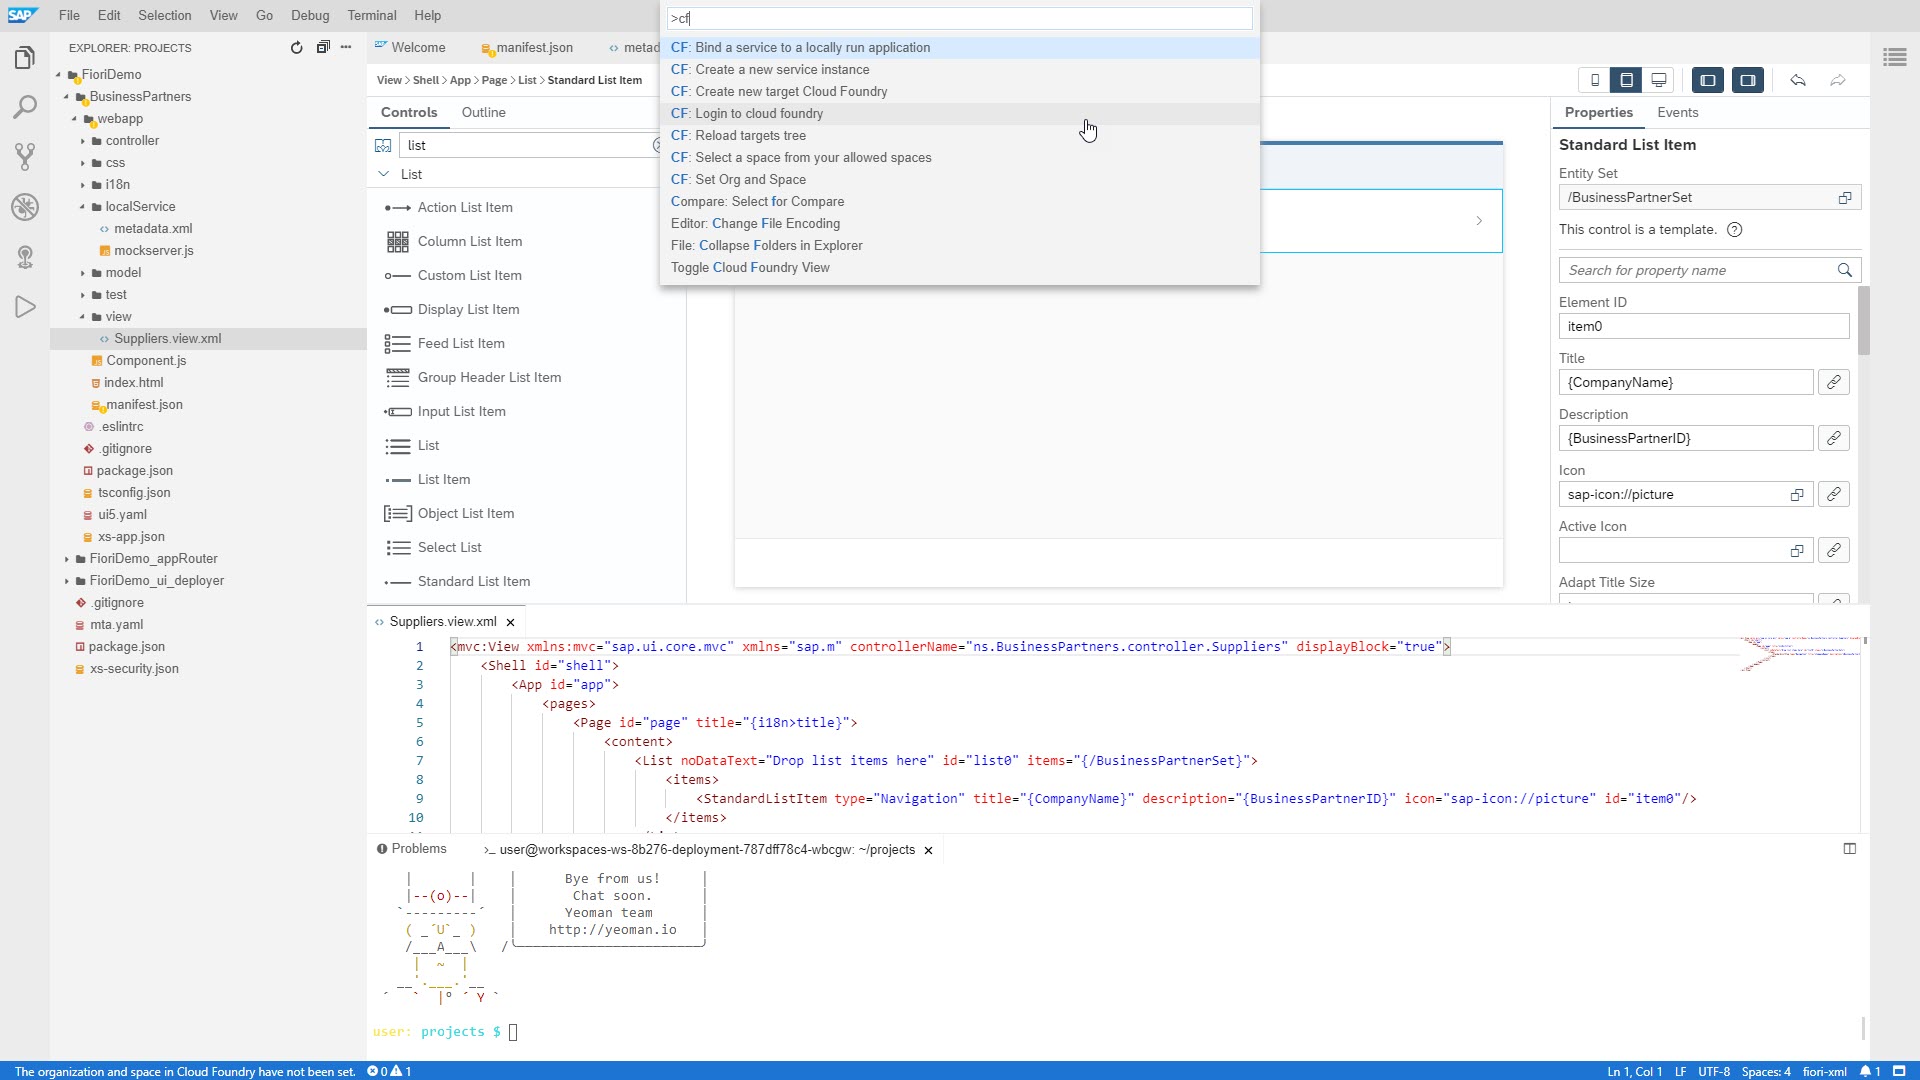 SAP File Edit Selection View Go Debug Terminal Help
>cf
CF: Bind a service to a locally run application
CF: Create a new service instance
CF: Create new target Cloud Foundry
CF: Login to cloud foundry
CF: Reload targets tree
CF: Select a space from your allowed spaces
CF: Set Org and Space
Compare: Select for Compare
Editor: Change File Encoding
File: Collapse Folders in Explorer
Toggle Cloud Foundry View
EXPLORER: PROJECTS
FioriDemo
BusinessPartners
webapp
controller
css
i18n
localService
metadata.xml
mockserver.js
model
test
view
Suppliers.view.xml
Component.js
index.html
manifest.json
.eslintrc
.gitignore
package.json
tsconfig.json
ui5.yaml
xs-app.json
FioriDemo_appRouter
FioriDemo_ui_deployer
.gitignore
mta.yaml
package.json
xs-security.json
Welcome manifest.json metad
View > Shell > App > Page > List > Standard List Item
Controls Outline
list
List
Action List Item
Column List Item
Custom List Item
Display List Item
Feed List Item
Group Header List Item
Input List Item
List
List Item
Object List Item
Select List
Standard List Item
Properties Events
Standard List Item
Entity Set
/BusinessPartnerSet
This control is a template.
Search for property name
Element ID
item0
Title
{CompanyName}
Description
{BusinessPartnerID}
Icon
sap-icon://picture
Active Icon
Adapt Title Size
Suppliers.view.xml
1 <mvc:View xmlns:mvc="sap.ui.core.mvc" xmlns="sap.m" controllerName="ns.BusinessPartners.controller.Suppliers" displayBlock="true">
2 <Shell id="shell">
3 <App id="app">
4 <pages>
5 <Page id="page" title="{i18n>title}">
6 <content>
7 <List noDataText="Drop list items here" id="list0" items="{/BusinessPartnerSet}">
8 <items>
9 <StandardListItem type="Navigation" title="{CompanyName}" description="{BusinessPartnerID}" icon="sap-icon://picture" id="item0"/>
10 </items>
Problems >_ user@workspaces-ws-8b276-deployment-787dff78c4-wbcgw: ~/projects
Bye from us!
|--(o)--| Chat soon.
`---------´ Yeoman team
( _´U`_ ) http://yeoman.io
/___A___\
| ~ |
__'.___.'__
´ ` |° ´ Y `
user: projects $
The organization and space in Cloud Foundry have not been set. 0 1 Ln 1, Col 1 LF UTF-8 Spaces: 4 fiori-xml 1